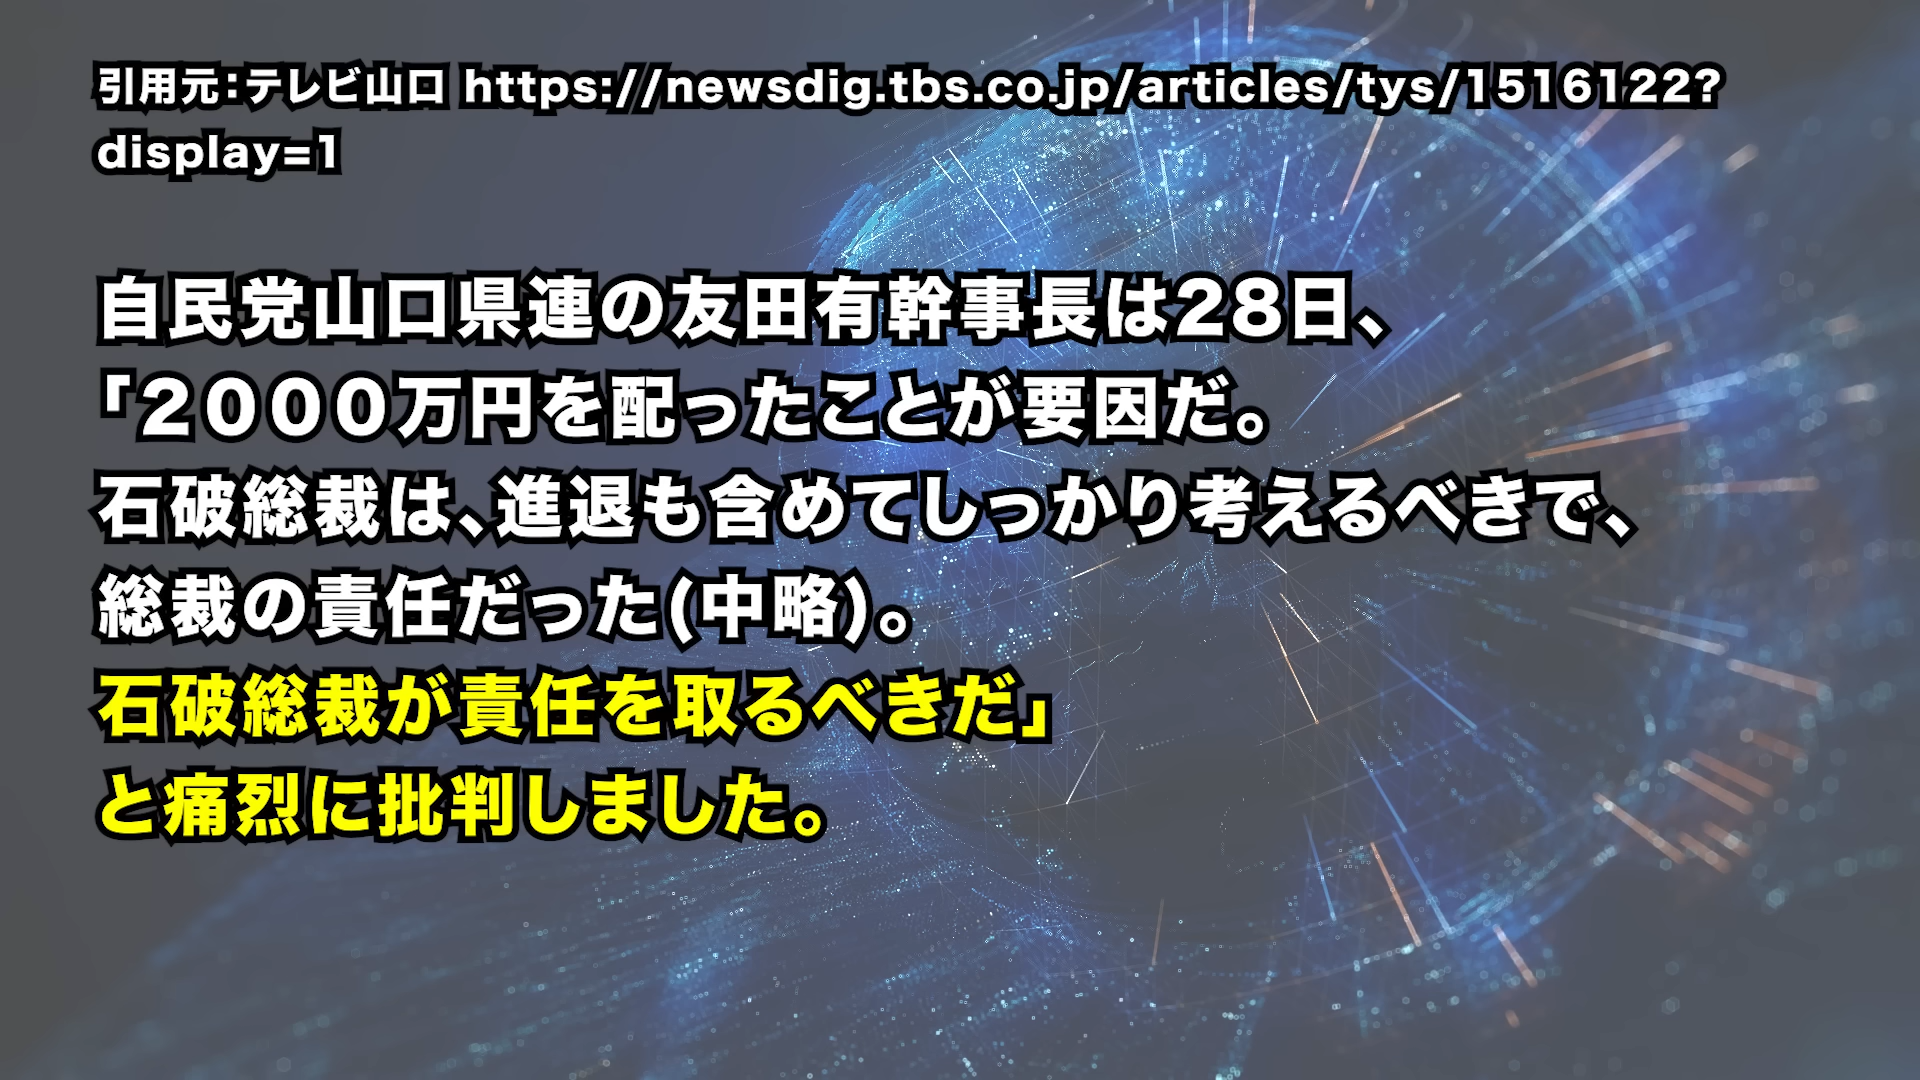 引用元：テレビ山口 https://newsdig.tbs.co.jp/articles/tys/1516122?
display=1
自民党山口県連の友田有幹事長は28日、
「２０００万円を配ったことが要因だ。
石破総裁は、進退も含めてしっかり考えるべきで、
総裁の責任だった(中略)。
石破総裁が責任を取るべきだ」
と痛烈に批判しました。